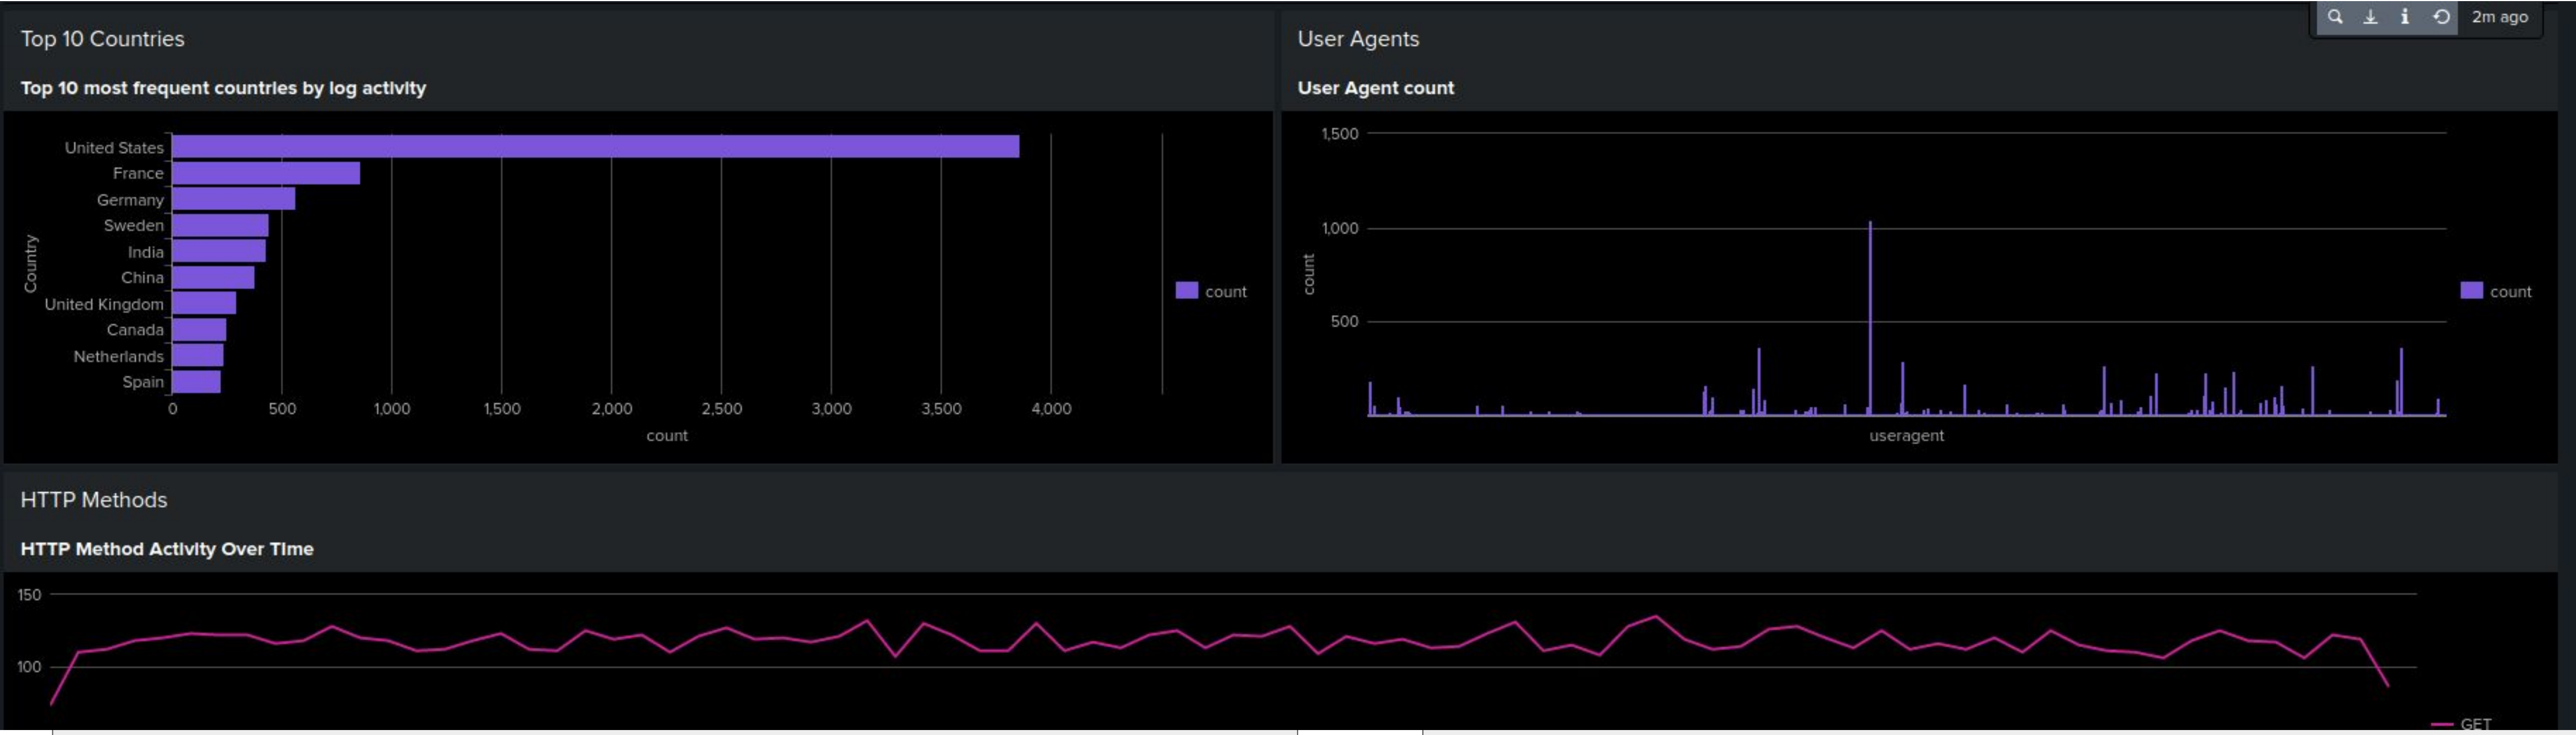 2m ago
Top 10 Countries
Top 10 most frequent countries by log activity
Country
United States
France
Germany
Sweden
India
China
United Kingdom
Canada
Netherlands
Spain
0 500 1,000 1,500 2,000 2,500 3,000 3,500 4,000
count
count
User Agents
User Agent count
count
1,500
1,000
500
useragent
count
HTTP Methods
HTTP Method Activity Over Time
150
100
GET